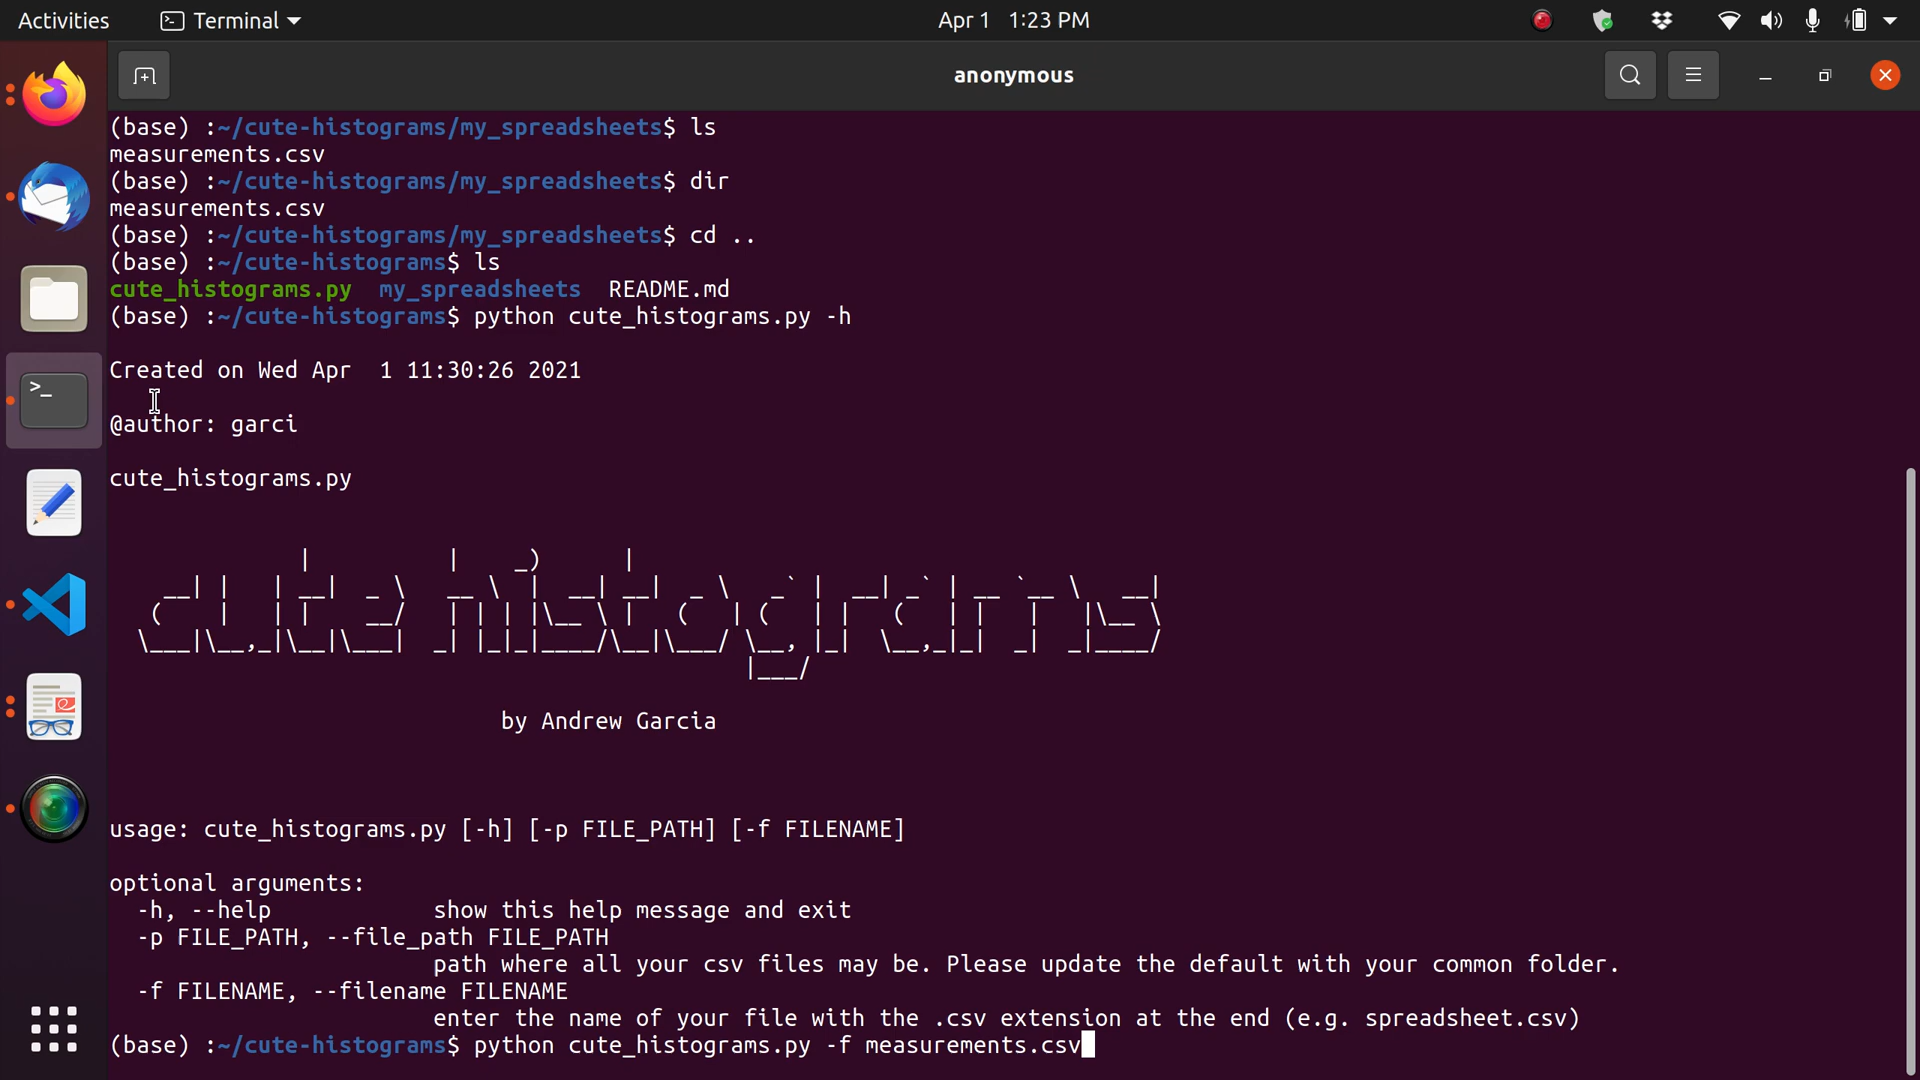 Activities Terminal Apr 1 1:23 PM
anonymous
(base) :~/cute-histograms/my_spreadsheets$ ls
measurements.csv
(base) :~/cute-histograms/my_spreadsheets$ dir
measurements.csv
(base) :~/cute-histograms/my_spreadsheets$ cd ..
(base) :~/cute-histograms$ ls
cute_histograms.py  my_spreadsheets  README.md
(base) :~/cute-histograms$ python cute_histograms.py -h
Created on Wed Apr  1 11:30:26 2021
@author: garci
cute_histograms.py
cute histograms
by Andrew Garcia
usage: cute_histograms.py [-h] [-p FILE_PATH] [-f FILENAME]
optional arguments:
  -h, --help            show this help message and exit
  -p FILE_PATH, --file_path FILE_PATH
                        path where all your csv files may be. Please update the default with your common folder.
  -f FILENAME, --filename FILENAME
                        enter the name of your file with the .csv extension at the end (e.g. spreadsheet.csv)
(base) :~/cute-histograms$ python cute_histograms.py -f measurements.csv